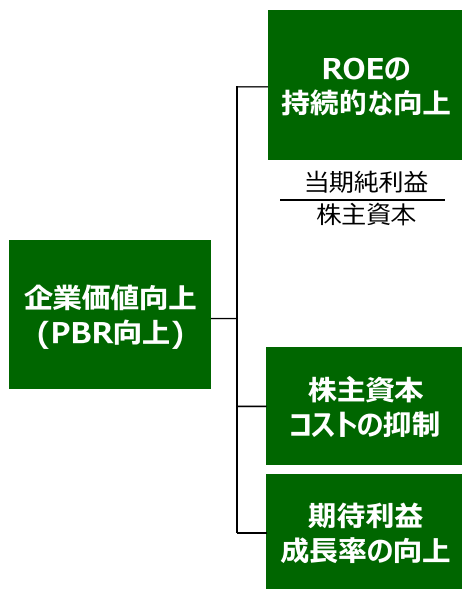 ROEの
持続的な向上
当期純利益
株主資本
企業価値向上
(PBR向上)
株主資本
コストの抑制
期待利益
成長率の向上